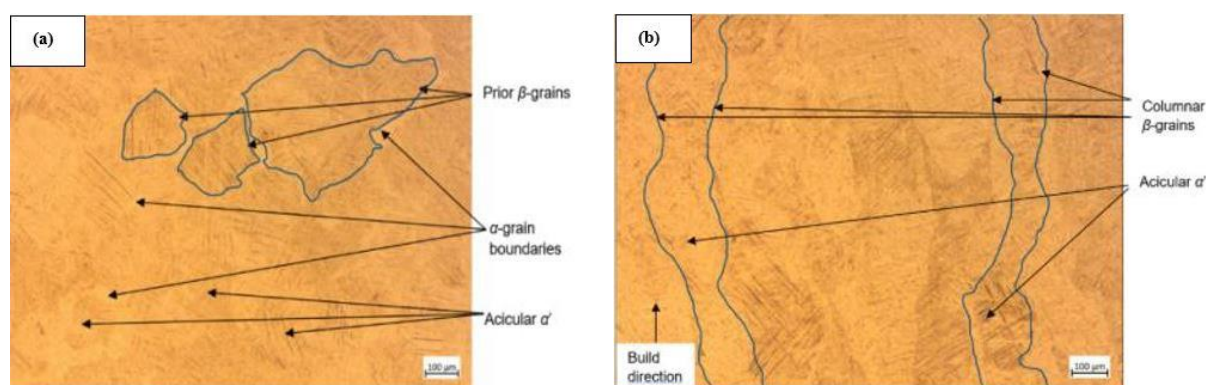 (a)
Prior β-grains
α-grain
boundaries
Acicular α'
100 μm
(b)
Columnar
β-grains
Acicular α'
Build
direction
100 μm